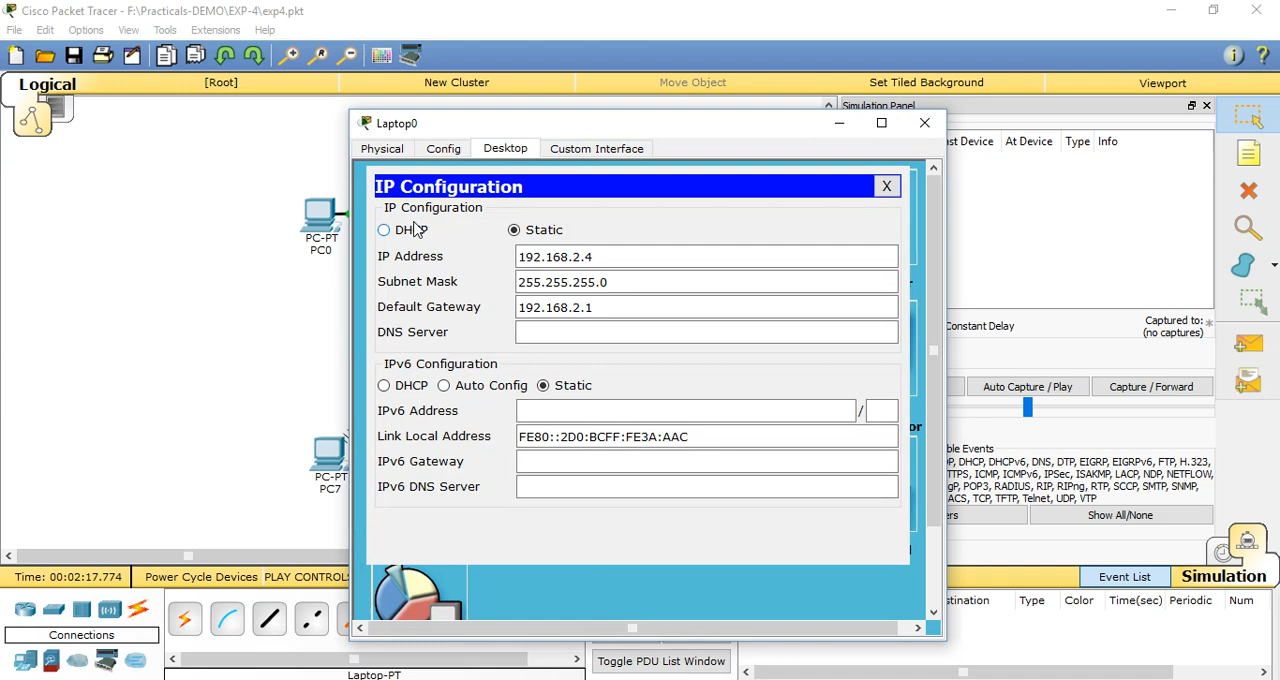 Cisco Packet Tracer - F:\Practicals-DEMO\EXP-4\exp4.pkt
File Edit Options View Tools Extensions Help
Logical [Root] New Cluster Move Object Set Tiled Background Viewport
Simulation Panel
Laptop0
Physical Config Desktop Custom Interface
st Device At Device Type Info
IP Configuration X
IP Configuration
DHCP Static
IP Address 192.168.2.4
Subnet Mask 255.255.255.0
Default Gateway 192.168.2.1
DNS Server
PC-PT
PC0
IPv6 Configuration
DHCP Auto Config Static
IPv6 Address /
Link Local Address FE80::2D0:BCFF:FE3A:AAC
IPv6 Gateway
IPv6 DNS Server
PC-PT
PC7
Constant Delay Captured to: *
(no captures)
Auto Capture / Play Capture / Forward
or
ble Events
P, DHCP, DHCPv6, DNS, DTP, EIGRP, EIGRPv6, FTP, H.323,
TPS, ICMP, ICMPv6, IPSec, ISAKMP, LACP, NDP, NETFLOW,
gP, POP3, RADIUS, RIP, RIPng, RTP, SCCP, SMTP, SNMP,
ACS, TCP, TFTP, Telnet, UDP, VTP
ers Show All/None
Time: 00:02:17.774 Power Cycle Devices PLAY CONTROLS
Event List Simulation
Connections
Laptop-PT
Toggle PDU List Window
tination Type Color Time(sec) Periodic Num